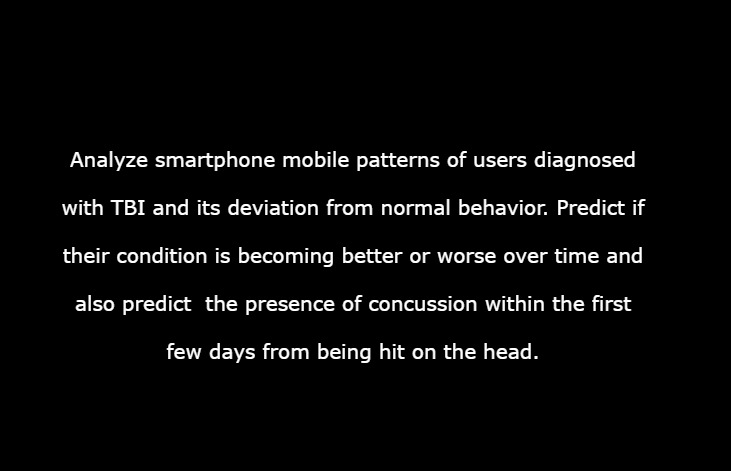 Analyze smartphone mobile patterns of users diagnosed
with TBI and its deviation from normal behavior. Predict if
their condition is becoming better or worse over time and
also predict  the presence of concussion within the first
few days from being hit on the head.